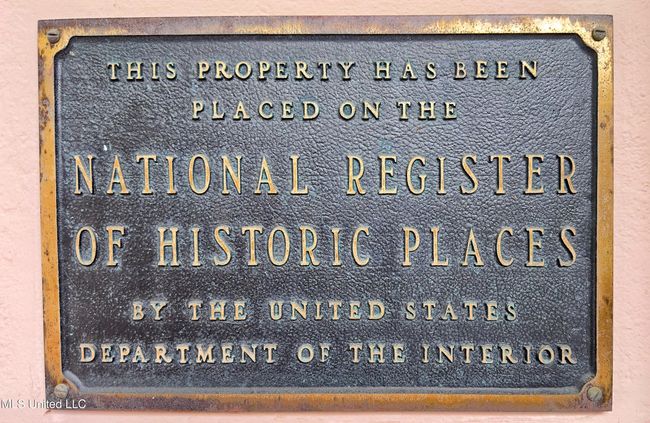 THIS PROPERTY HAS BEEN
PLACED ON THE
NATIONAL REGISTER
OF HISTORIC PLACES
BY THE UNITED STATES
DEPARTMENT OF THE INTERIOR
MLS United LLC